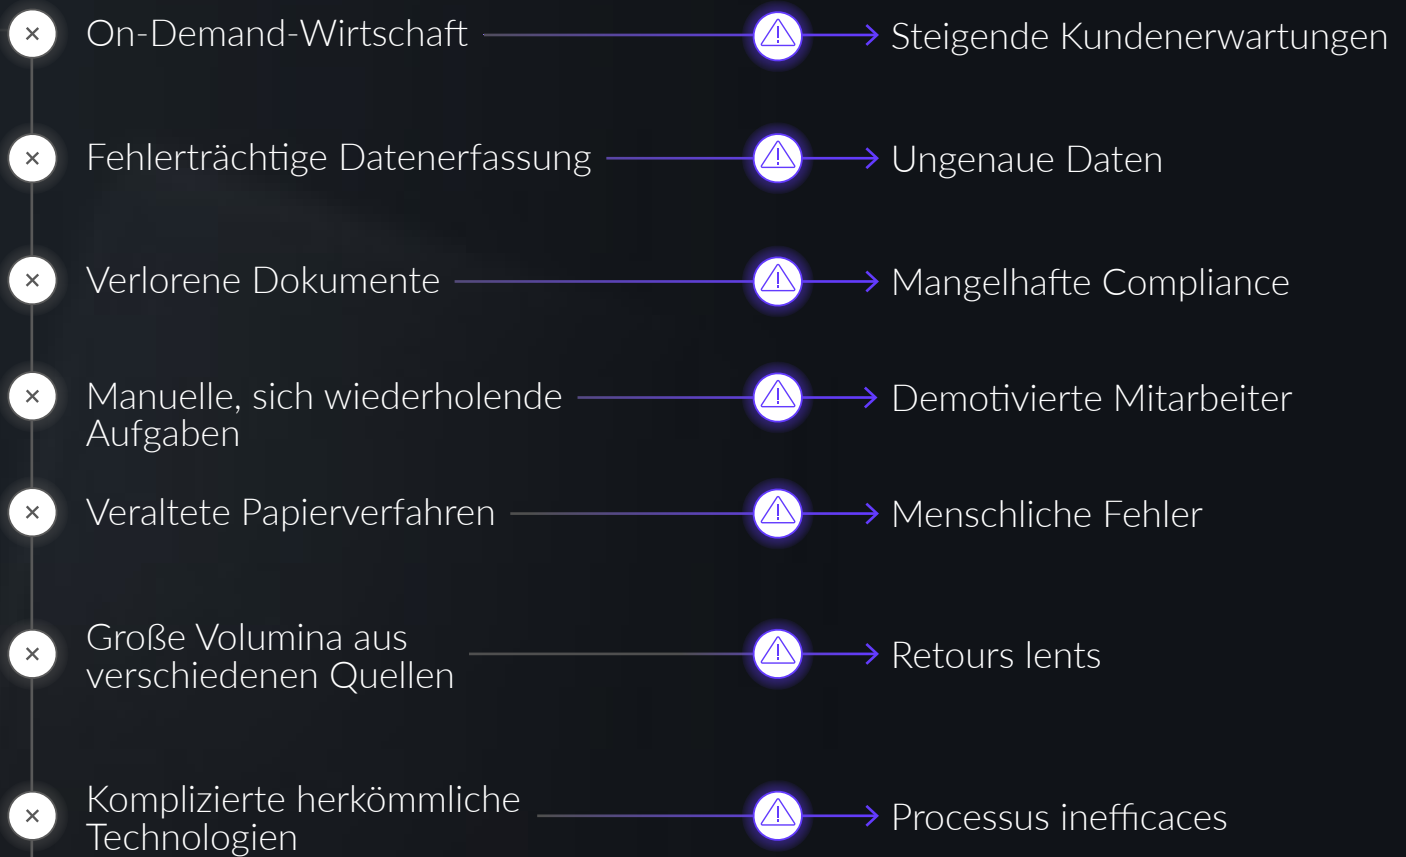 On-Demand-Wirtschaft
Steigende Kundenerwartungen
Fehlerträchtige Datenerfassung
Ungenaue Daten
Verlorene Dokumente
Mangelhafte Compliance
Manuelle, sich wiederholende
Aufgaben
Demotivierte Mitarbeiter
Veraltete Papierverfahren
Menschliche Fehler
Große Volumina aus
verschiedenen Quellen
Retours lents
Komplizierte herkömmliche
Technologien
Processus inefficaces